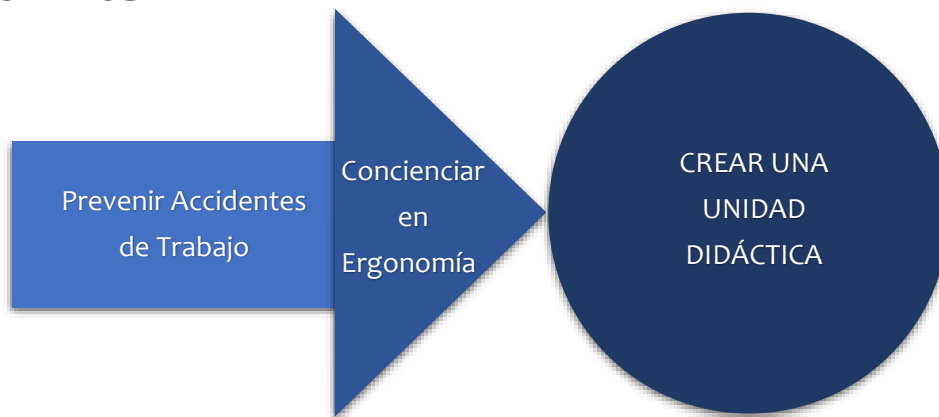 Prevenir Accidentes
de Trabajo
Concienciar
en
Ergonomía
CREAR UNA
UNIDAD
DIDÁCTICA